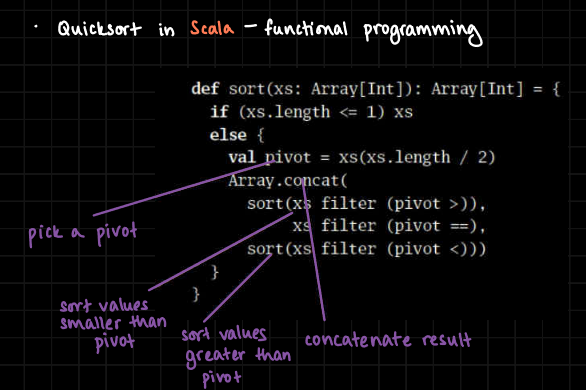 · Quicksort in Scala – functional programming
def sort(xs: Array[Int]): Array[Int] = {
if (xs.length <= 1) xs
else {
val pivot = xs(xs.length / 2)
Array.concat(
sort(xs filter (pivot >)),
xs filter (pivot ==),
sort(xs filter (pivot <)))
}
}
pick a pivot
sort values
smaller than
pivot
sort values
greater than
pivot
concatenate result